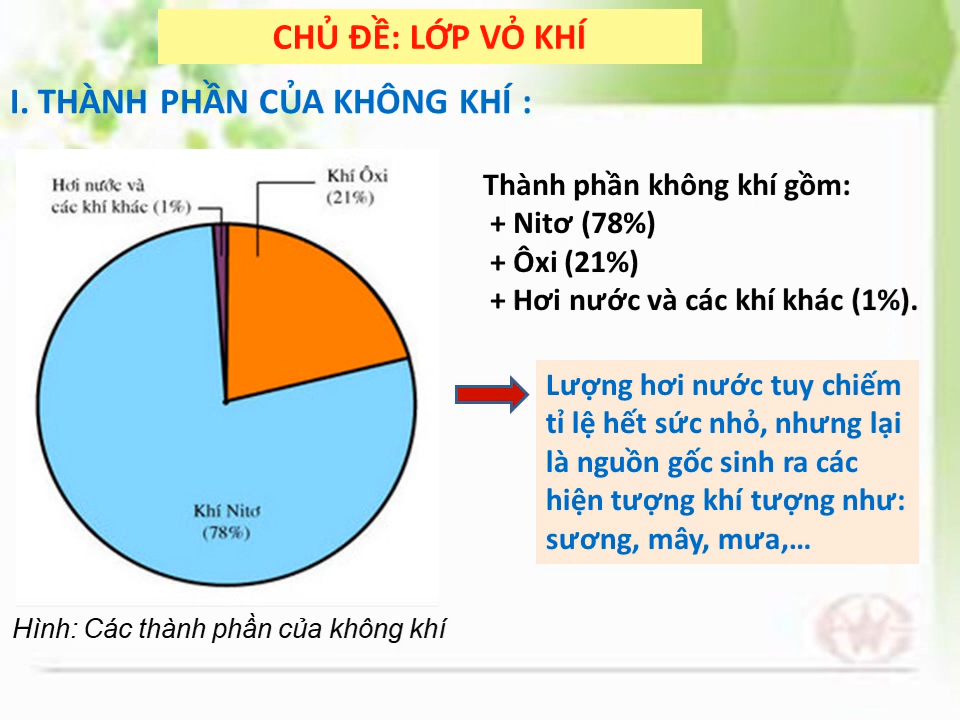 CHỦ ĐỀ: LỚP VỎ KHÍ
I. THÀNH PHẦN CỦA KHÔNG KHÍ :
Hơi nước và
các khí khác (1%)
Khí Ôxi
(21%)
Khí Nitơ
(78%)
Hình: Các thành phần của không khí
Thành phần không khí gồm:
+ Nitơ (78%)
+ Ôxi (21%)
+ Hơi nước và các khí khác (1%).
Lượng hơi nước tuy chiếm
tỉ lệ hết sức nhỏ, nhưng lại
là nguồn gốc sinh ra các
hiện tượng khí tượng như:
sương, mây, mưa,...